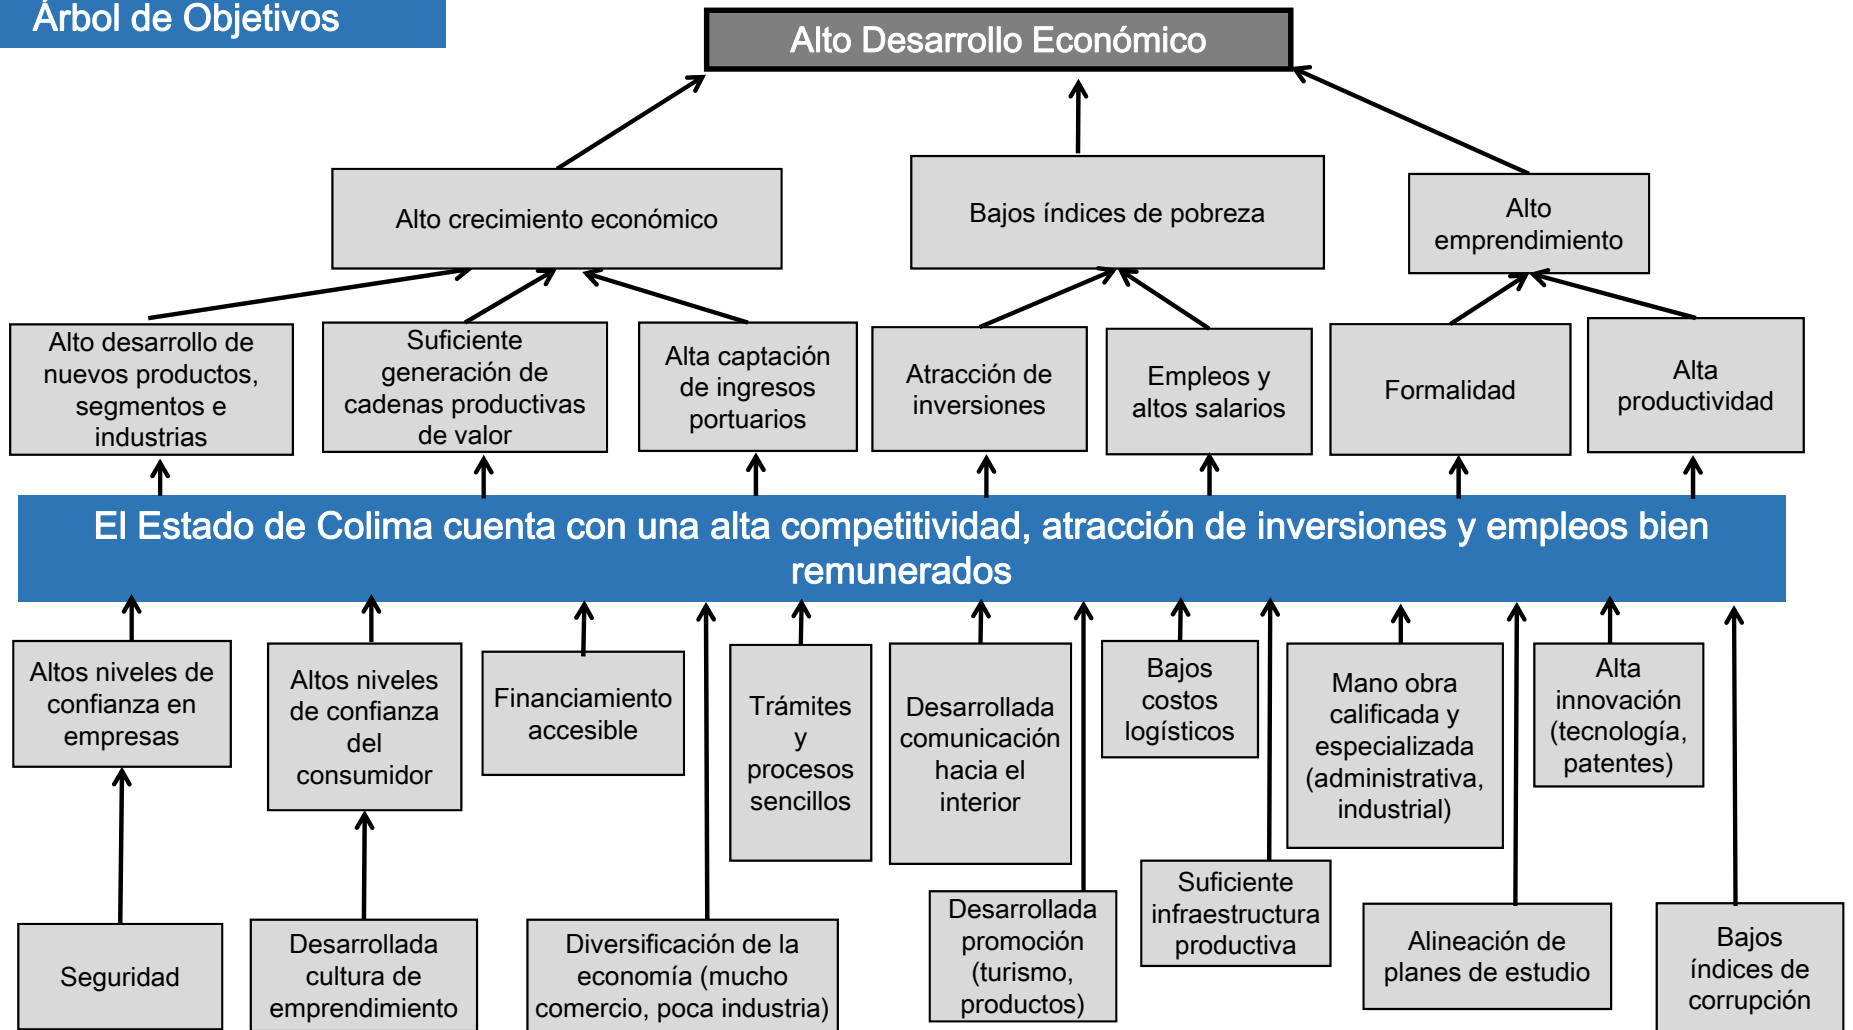 Árbol de Objetivos
Alto Desarrollo Económico
Alto crecimiento económico
Bajos índices de pobreza
Alto
emprendimiento
Alto desarrollo de
nuevos productos,
segmentos e
industrias
Suficiente
generación de
cadenas productivas
de valor
Alta captación
de ingresos
portuarios
Atracción de
inversiones
Empleos y
altos salarios
Formalidad
Alta
productividad
El Estado de Colima cuenta con una alta competitividad, atracción de inversiones y empleos bien
remunerados
Altos niveles de
confianza en
empresas
Altos niveles
de confianza
del
consumidor
Financiamiento
accesible
Trámites
y
procesos
sencillos
Desarrollada
comunicación
hacia el
interior
Bajos
costos
logísticos
Mano obra
calificada y
especializada
(administrativa,
industrial)
Alta
innovación
(tecnología,
patentes)
Seguridad
Desarrollada
cultura de
emprendimiento
Diversificación de la
economía (mucho
comercio, poca industria)
Desarrollada
promoción
(turismo,
productos)
Suficiente
infraestructura
productiva
Alineación de
planes de estudio
Bajos
índices de
corrupción